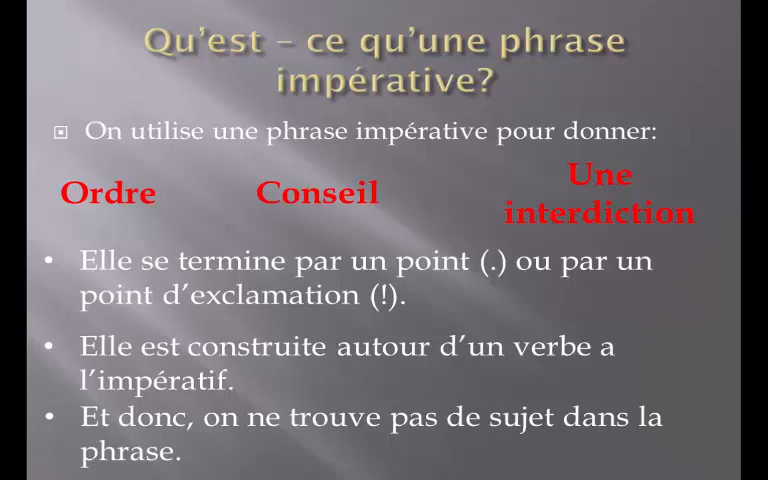 Qu'est – ce qu'une phrase
impérative?
On utilise une phrase impérative pour donner:
Ordre
Conseil
Une
interdiction
• Elle se termine par un point (.) ou par un
point d'exclamation (!).
• Elle est construite autour d'un verbe a
l'impératif.
• Et donc, on ne trouve pas de sujet dans la
phrase.